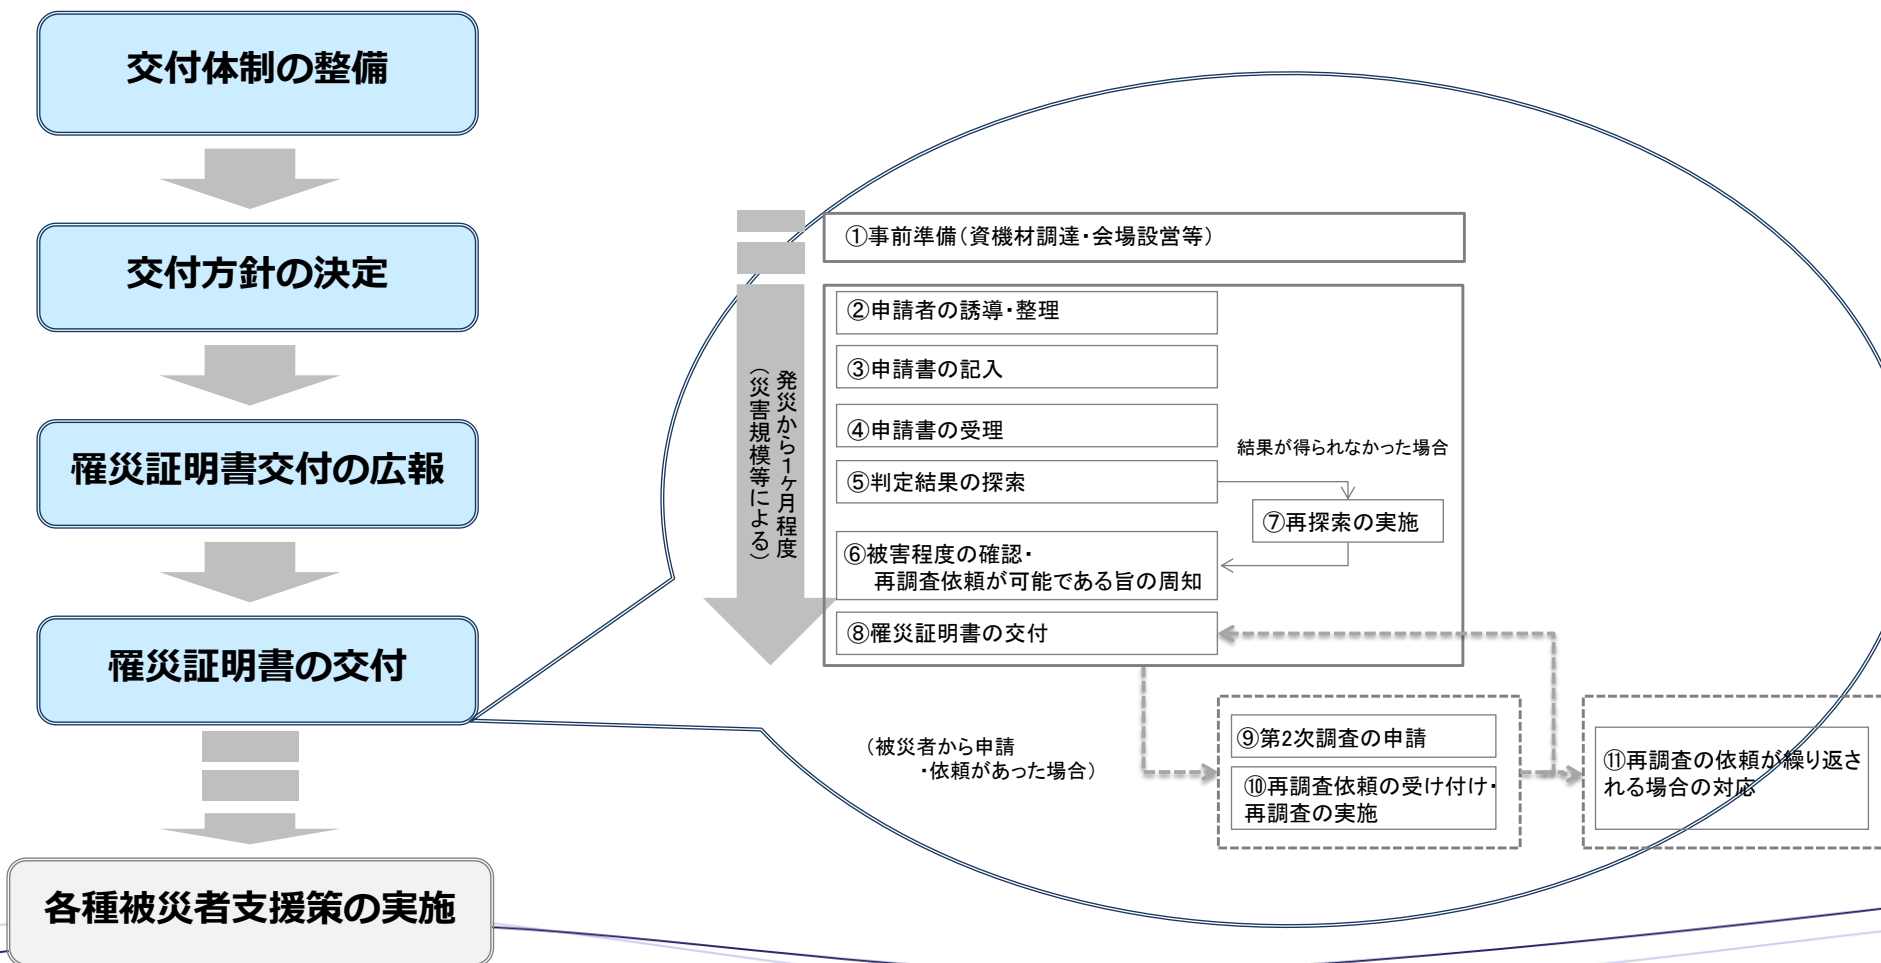 交付体制の整備
交付方針の決定
罹災証明書交付の広報
罹災証明書の交付
各種被災者支援策の実施
発災から1ヶ月程度
（災害規模等による）
①事前準備（資機材調達・会場設営等）
②申請者の誘導・整理
③申請書の記入
④申請書の受理
⑤判定結果の探索
結果が得られなかった場合
⑦再探索の実施
⑥被害程度の確認・
再調査依頼が可能である旨の周知
⑧罹災証明書の交付
（被災者から申請
・依頼があった場合）
⑨第2次調査の申請
⑩再調査依頼の受け付け・
再調査の実施
⑪再調査の依頼が繰り返さ
れる場合の対応